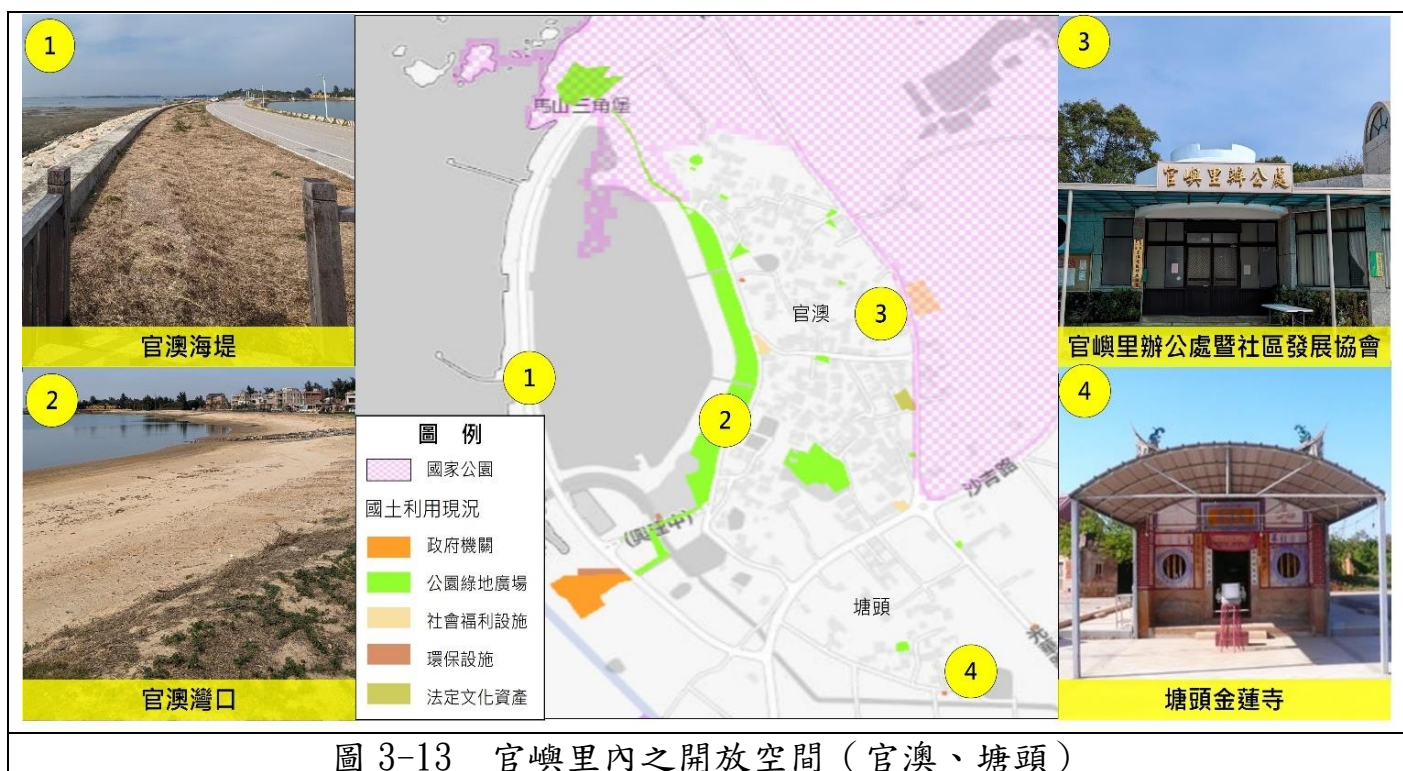 1
官澳海堤
2
官澳灣口
馬山三角堡
官澳
3
1
2
沙吉路
塘頭
4
圖 例
國家公園
國土利用現況
政府機關
公園綠地廣場
社會福利設施
環保設施
法定文化資產
3
官嶼里辦公處
官嶼里辦公處暨社區發展協會
4
塘頭金蓮寺
圖 3-13 官嶼里內之開放空間(官澳、塘頭)